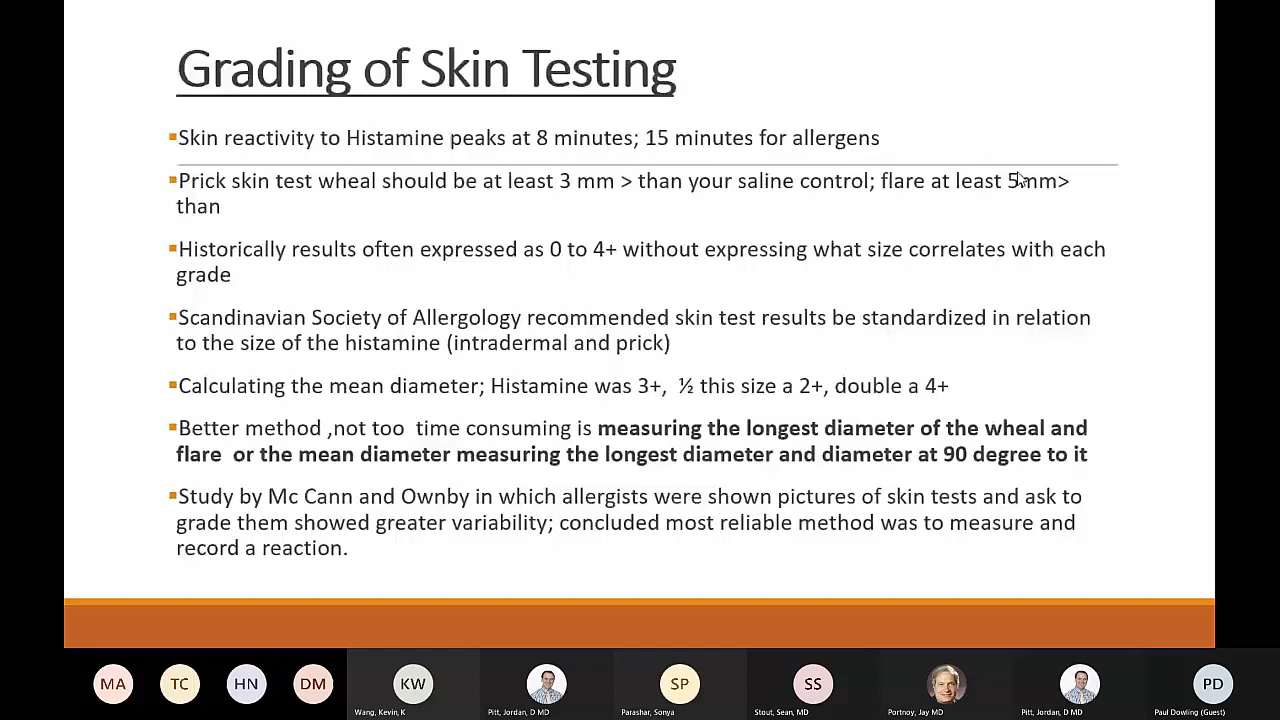 Grading of Skin Testing
Skin reactivity to Histamine peaks at 8 minutes; 15 minutes for allergens
Prick skin test wheal should be at least 3 mm > than your saline control; flare at least 5mm>
than
Historically results often expressed as 0 to 4+ without expressing what size correlates with each
grade
Scandinavian Society of Allergology recommended skin test results be standardized in relation
to the size of the histamine (intradermal and prick)
Calculating the mean diameter; Histamine was 3+, ½ this size a 2+, double a 4+
Better method ,not too time consuming is measuring the longest diameter of the wheal and
flare or the mean diameter measuring the longest diameter and diameter at 90 degree to it
Study by Mc Cann and Ownby in which allergists were shown pictures of skin tests and ask to
grade them showed greater variability; concluded most reliable method was to measure and
record a reaction.
MA TC HN DM KW SP SS PD
Wang, Kevin, K Pitt, Jordan, D MD Parashar, Sonya Stout, Sean, MD Portnoy, Jay MD Pitt, Jordan, D MD Paul Dowling (Guest)